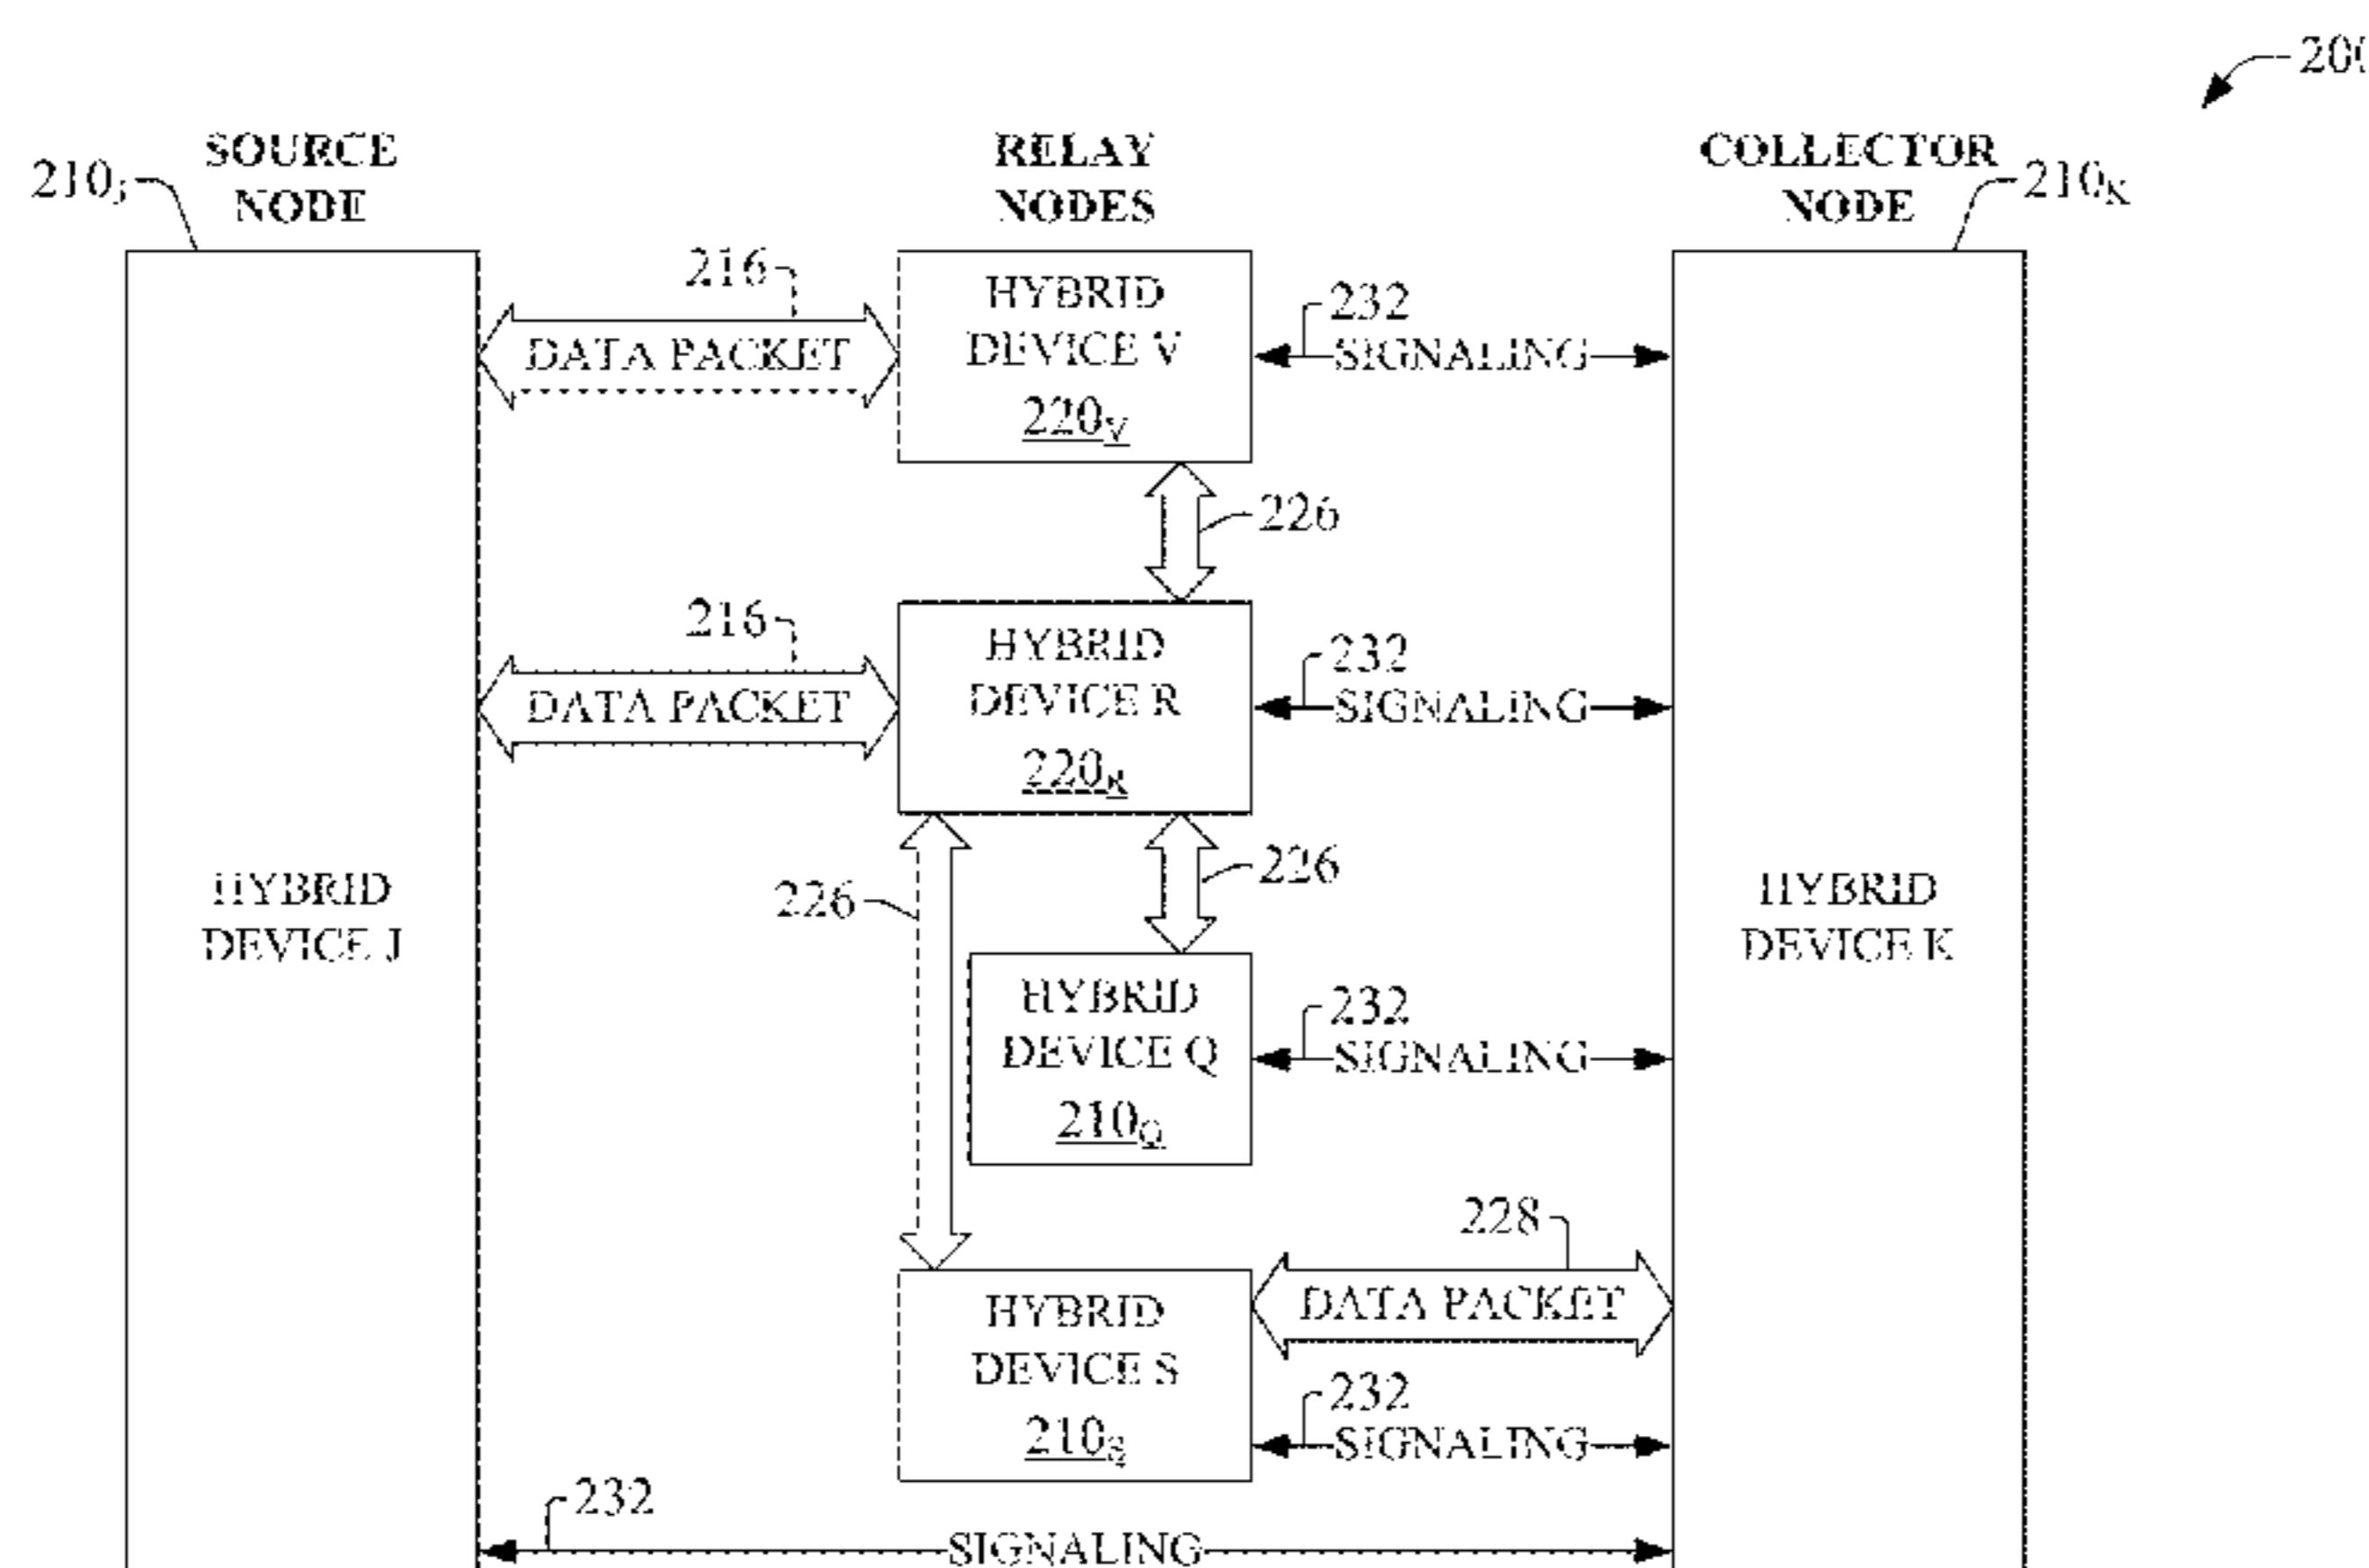 SOURCE
NODE
RELAY
NODES
COLLECTOR
NODE
210J
210K
216
DATA PACKET
HYBRID
DEVICE V
220V
232
SIGNALING
226
216
DATA PACKET
HYBRID
DEVICE R
220R
232
SIGNALING
226
226
HYBRID
DEVICE J
HYBRID
DEVICE K
HYBRID
DEVICE Q
210Q
232
SIGNALING
228
DATA PACKET
HYBRID
DEVICE S
210S
232
SIGNALING
232
SIGNALING